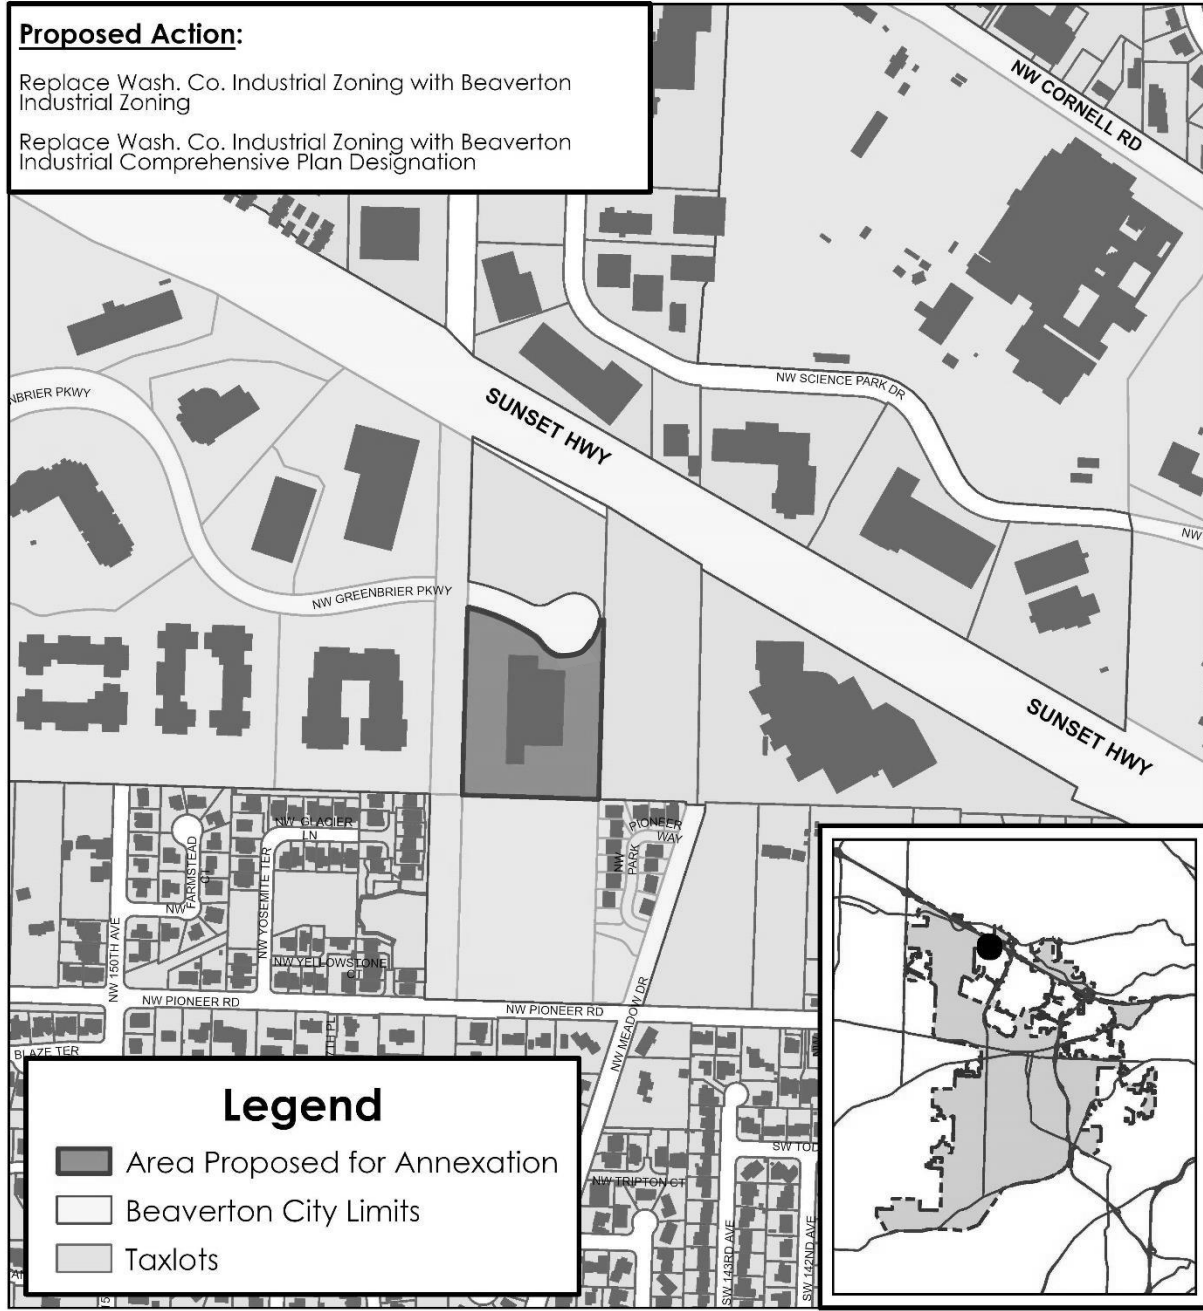 Proposed Action:
Replace Wash. Co. Industrial Zoning with Beaverton
Industrial Zoning
Replace Wash. Co. Industrial Zoning with Beaverton
Industrial Comprehensive Plan Designation
NW CORNELL RD
NW SCIENCE PARK DR
SUNSET HWY
NW
NW GREENBRIER PKWY
SUNSET HWY
NW GLACIER
LN
PIONEER
WAY
NW
PARK
FARMSTEAD
CT
NW
NW YOSEMITE TER
NW YELLOWSTONE
CT
NW 150TH AVE
NW PIONEER RD
NW PIONEER RD
NW MEADOW DR
BLAZE TER
NW TRIPTON CT
SW 143RD AVE
SW 142ND AVE
Legend
Area Proposed for Annexation
Beaverton City Limits
Taxlots